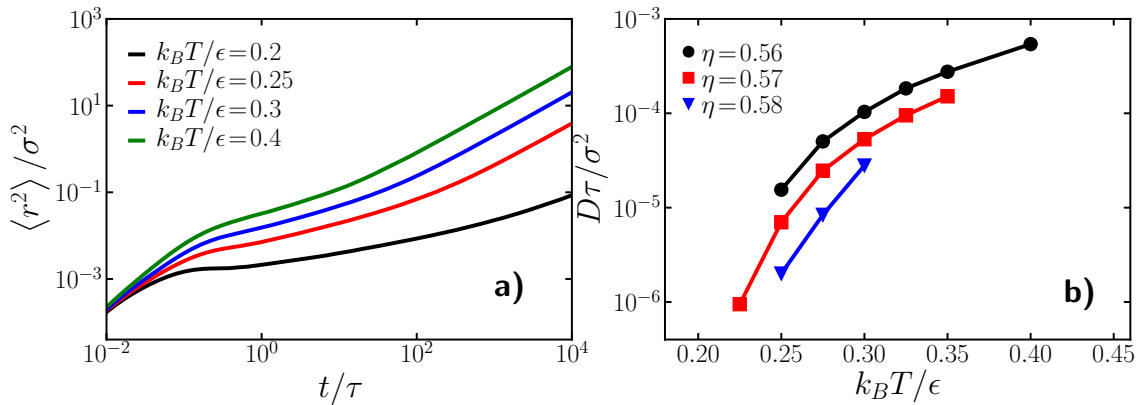 10^3
10^1
10^{-1}
10^{-3}
⟨r^2⟩/σ^2
k_BT/ϵ=0.2
k_BT/ϵ=0.25
k_BT/ϵ=0.3
k_BT/ϵ=0.4
a)
10^{-2} 10^0 10^2 10^4
t/τ
10^{-3}
10^{-4}
10^{-5}
10^{-6}
Dτ/σ^2
η=0.56
η=0.57
η=0.58
b)
0.20 0.25 0.30 0.35 0.40 0.45
k_BT/ϵ